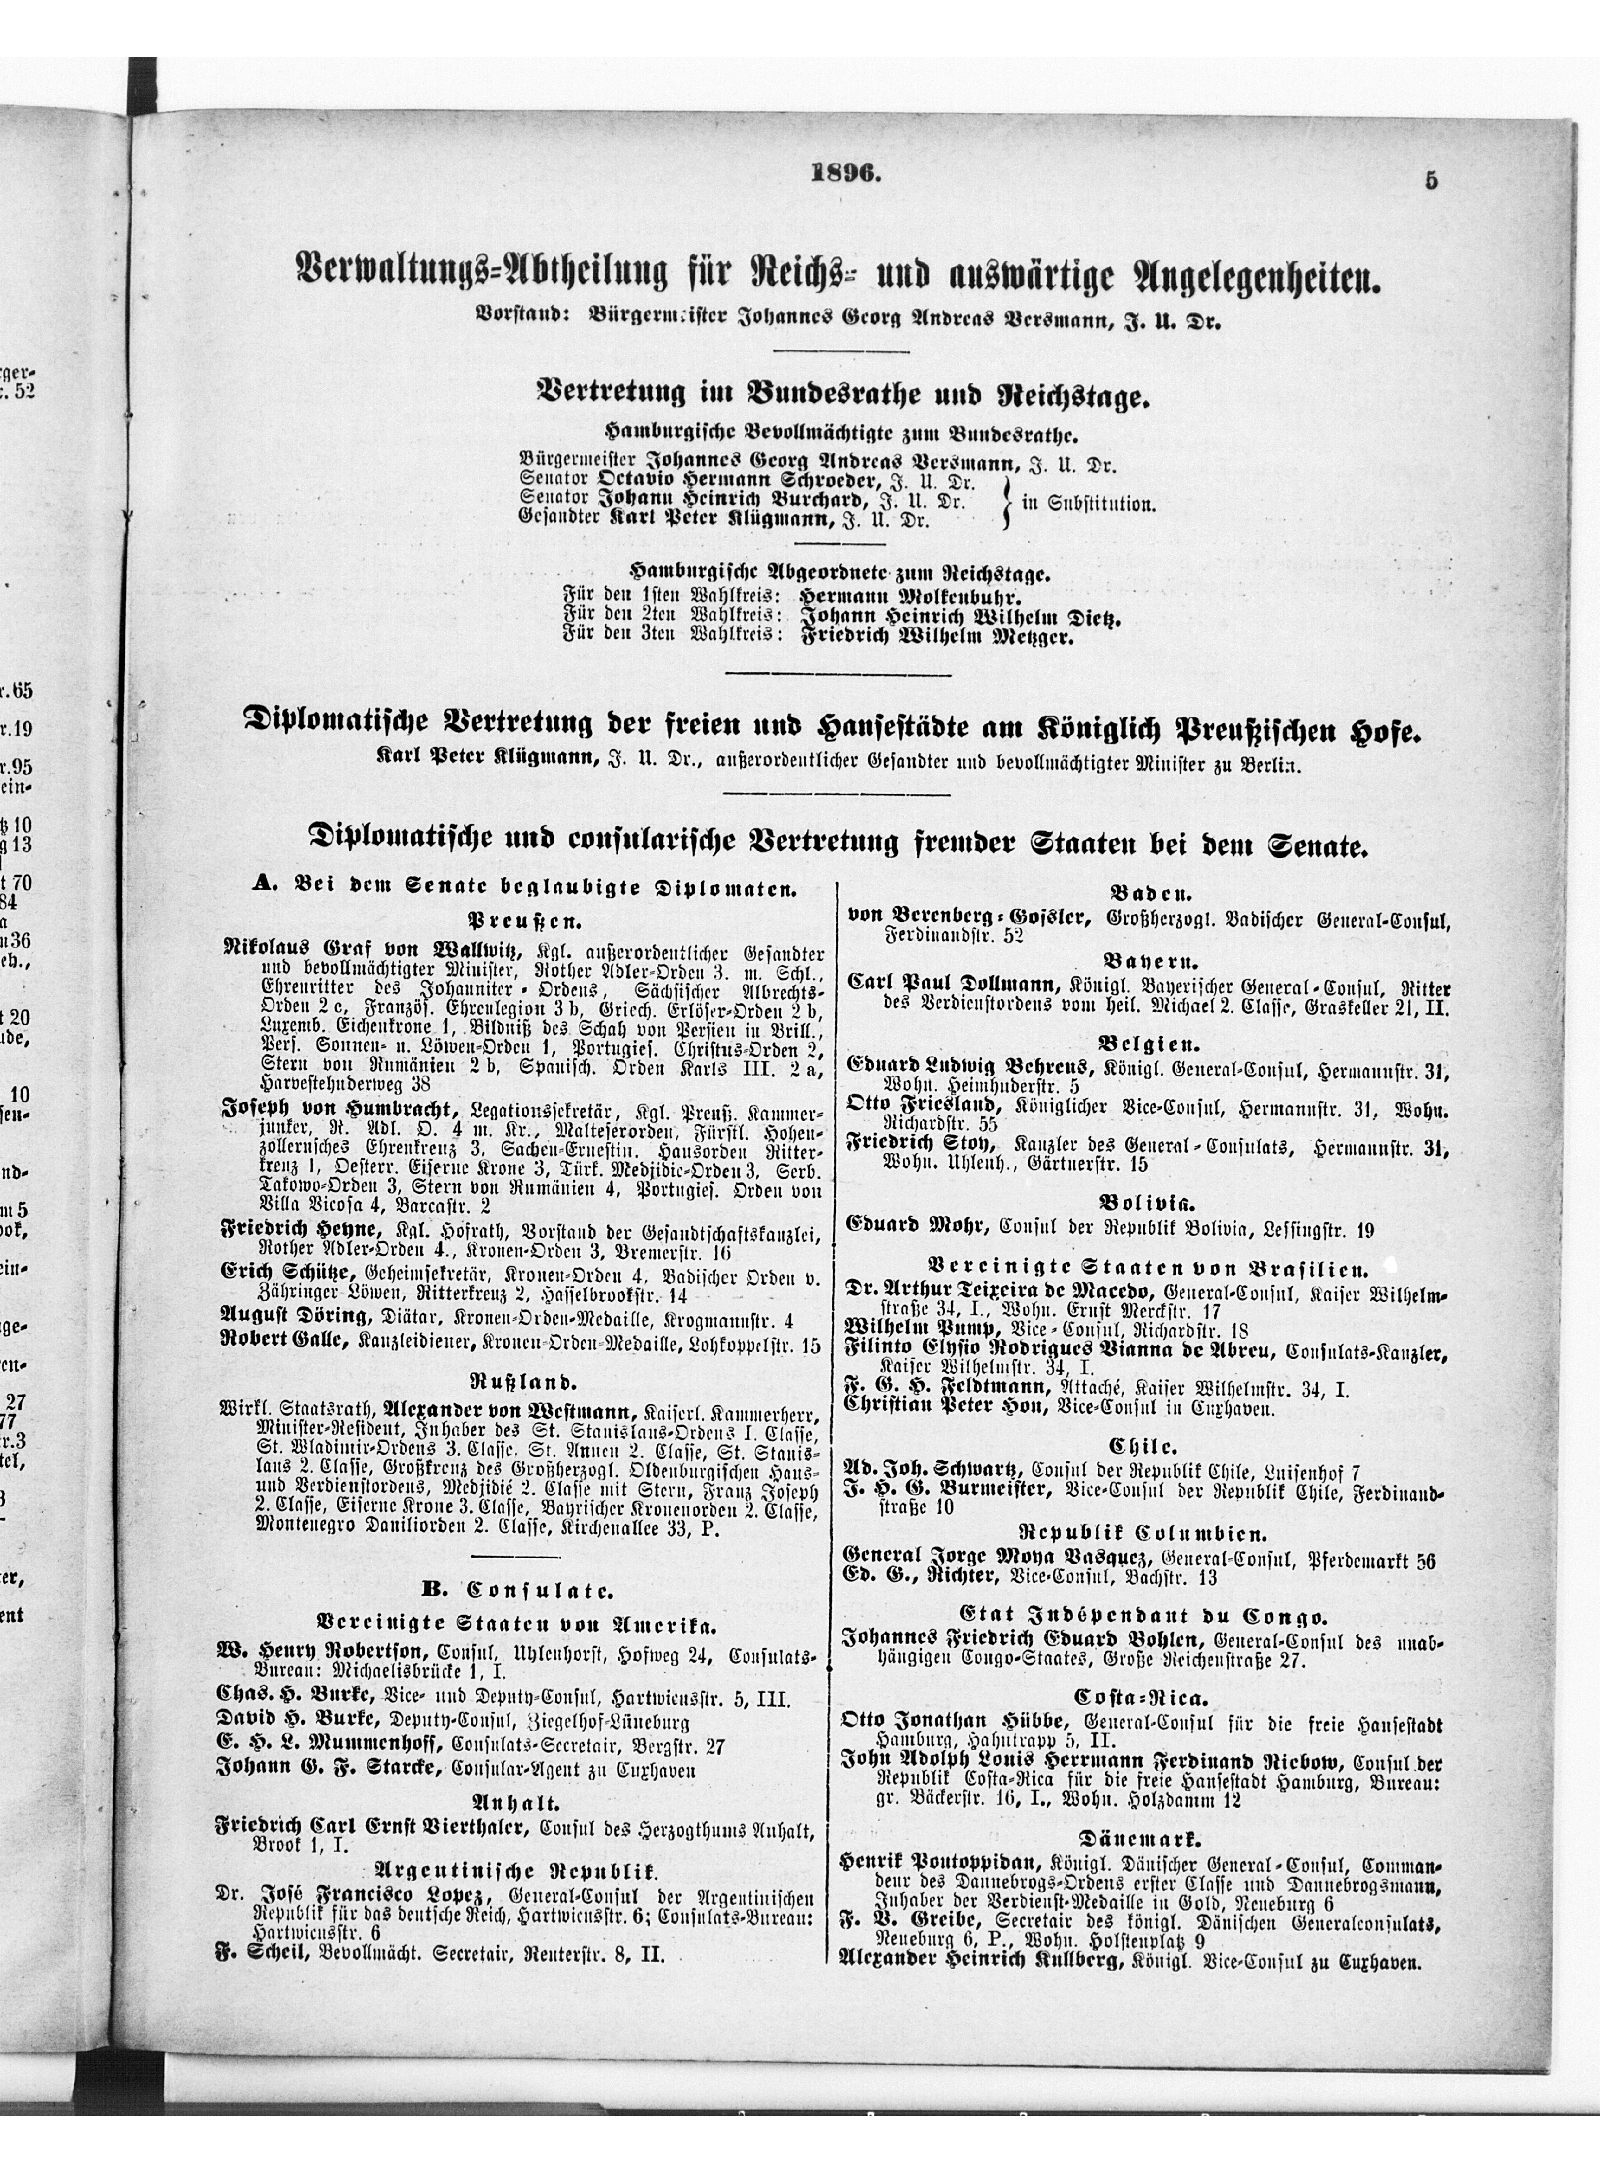 1896.
5
Verwaltungs-Abtheilung für Reichs- und auswärtige Angelegenheiten.
Vorstand: Bürgermeister Johannes Georg Andreas Versmann, J. U. Dr.
Vertretung im Bundesrathe und Reichstage.
Hamburgische Bevollmächtigte zum Bundesrathe.
Bürgermeister Johannes Georg Andreas Versmann, J. U. Dr.
Senator Octavio Hermann Schroeder, J. U. Dr.
Senator Johann Heinrich Burchard, J. U. Dr.
Gesandter Karl Peter Klügmann, J. U. Dr.
in Substitution.
Hamburgische Abgeordnete zum Reichstage.
Für den 1sten Wahlkreis: Hermann Molkenbuhr.
Für den 2ten Wahlkreis: Johann Heinrich Wilhelm Dietz.
Für den 3ten Wahlkreis: Friedrich Wilhelm Metzger.
Diplomatische Vertretung der freien und Hansestädte am Königlich Preußischen Hofe.
Karl Peter Klügmann, J. U. Dr., außerordentlicher Gesandter und bevollmächtigter Minister zu Berlin.
Diplomatische und consularische Vertretung fremder Staaten bei dem Senate.
A. Bei dem Senate beglaubigte Diplomaten.
Preußen.
Nikolaus Graf von Wallwitz, Kgl. außerordentlicher Gesandter
und bevollmächtigter Minister, Rother Adler-Orden 3. m. Schl.,
Ehrenritter des Johanniter-Ordens, Sächsischer Albrechts-
Orden 2 c, Französ. Ehrenlegion 3 b, Griech. Erlöser-Orden 2 b,
Luxemb. Eichenkrone 1, Bildniß des Schah von Persien in Brill.,
Pers. Sonnen- u. Löwen-Orden 1, Portugies. Christus-Orden 2,
Stern von Rumänien 2 b, Spanisch. Orden Karls III. 2 a,
Harvestehuderweg 38
Joseph von Humbracht, Legationssekretär, Kgl. Preuß. Kammer-
junker, R. Adl. O. 4 m. Kr., Malteserorden, Fürstl. Hohen-
zollernsches Ehrenkreuz 3, Sachen-Ernestin. Hausorden Ritter-
kreuz 1, Oesterr. Eiserne Krone 3, Türk. Medjidie-Orden 3, Serb.
Takowo-Orden 3, Stern von Rumänien 4, Portugies. Orden von
Villa Vicosa 4, Barcastr. 2
Friedrich Heyne, Kgl. Hofrath, Vorstand der Gesandtschaftskanzlei,
Rother Adler-Orden 4., Kronen-Orden 3, Bremerstr. 16
Erich Schütze, Geheimsekretär, Kronen-Orden 4, Badischer Orden v.
Zähringer Löwen, Ritterkreuz 2, Hasselbrookstr. 14
August Döring, Diätar, Kronen-Orden-Medaille, Krogmannstr. 4
Robert Galle, Kanzleidiener, Kronen-Orden-Medaille, Lohkoppelstr. 15
Rußland.
Wirkl. Staatsrath, Alexander von Westmann, Kaiserl. Kammerherr,
Minister-Resident, Inhaber des St. Stanislaus-Ordens I. Classe,
St. Wladimir-Ordens 3. Classe, St. Annen 2. Classe, St. Stanis-
laus 2. Classe, Großkreuz des Großherzogl. Oldenburgischen Haus-
und Verdienstordens, Medjidié 2. Classe mit Stern, Franz Joseph
2. Classe, Eiserne Krone 3. Classe, Bayrischer Kronenorden 2. Classe,
Montenegro Daniliorden 2. Classe, Kirchenallee 33, P.
B. Consulate.
Vereinigte Staaten von Amerika.
W. Henry Robertson, Consul, Uhlenhorst, Hofweg 24, Consulats-
Bureau: Michaelisbrücke 1, I.
Chas. H. Burke, Vice- und Deputy-Consul, Hartwicusstr. 5, III.
David H. Burke, Deputy-Consul, Ziegelhof-Lüneburg
E. H. L. Mummenhoff, Consulats-Secretair, Bergstr. 27
Johann G. F. Starcke, Consular-Agent zu Cuxhaven
Anhalt.
Friedrich Carl Ernst Vierthaler, Consul des Herzogthums Anhalt,
Brook 1, I.
Argentinische Republik.
Dr. José Francisco Lopez, General-Consul der Argentinischen
Republik für das deutsche Reich, Hartwicusstr. 6; Consulats-Bureau:
Hartwicusstr. 6
F. Scheil, Bevollmächt. Secretair, Reuterstr. 8, II.
Baden.
von Berenberg-Gossler, Großherzogl. Badischer General-Consul,
Ferdinandstr. 52
Bayern.
Carl Paul Dollmann, Königl. Bayerischer General-Consul, Ritter
des Verdienstordens vom heil. Michael 2. Classe, Graskeller 21, II.
Belgien.
Eduard Ludwig Behrens, Königl. General-Consul, Hermannstr. 31,
Wohn. Heimhuderstr. 5
Otto Friesland, Königlicher Vice-Consul, Hermannstr. 31, Wohn.
Richardstr. 55
Friedrich Stoy, Kanzler des General-Consulats, Hermannstr. 31,
Wohn. Uhlenh., Gärtnerstr. 15
Bolivia.
Eduard Mohr, Consul der Republik Bolivia, Lessingstr. 19
Vereinigte Staaten von Brasilien.
Dr. Arthur Teixeira de Macedo, General-Consul, Kaiser Wilhelm-
straße 34, I., Wohn. Ernst Merckstr. 17
Wilhelm Pump, Vice-Consul, Richardstr. 18
Filinto Elysio Rodrigues Vianna de Abreu, Consulats-Kanzler,
Kaiser Wilhelmstr. 34, I.
F. G. H. Feldtmann, Attaché, Kaiser Wilhelmstr. 34, I.
Christian Peter Hon, Vice-Consul in Cuxhaven.
Chile.
Ad. Joh. Schwartz, Consul der Republik Chile, Luisenhof 7
J. H. G. Burmeister, Vice-Consul der Republik Chile, Ferdinand-
straße 10
Republik Columbien.
General Jorge Moya Vasquez, General-Consul, Pferdemarkt 56
Ed. G., Richter, Vice-Consul, Bachstr. 13
Etat Indépendant du Congo.
Johannes Friedrich Eduard Bohlen, General-Consul des unab-
hängigen Congo-Staates, Große Reichenstraße 27.
Costa-Rica.
Otto Jonathan Hübbe, General-Consul für die freie Hansestadt
Hamburg, Hahntrapp 5, II.
John Adolph Louis Herrmann Ferdinand Riebow, Consul der
Republik Costa-Rica für die freie Hansestadt Hamburg, Bureau:
gr. Bäckerstr. 16, I., Wohn. Holzdamm 12
Dänemark.
Henrik Pontoppidan, Königl. Dänischer General-Consul, Comman-
deur des Dannebrogs-Ordens erster Classe und Dannebrogsmann,
Inhaber der Verdienst-Medaille in Gold, Neueburg 6
F. V. Greibe, Secretair des königl. Dänischen Generalconsulats,
Neueburg 6, P., Wohn. Holstenplatz 9
Alexander Heinrich Kullberg, Königl. Vice-Consul zu Cuxhaven.